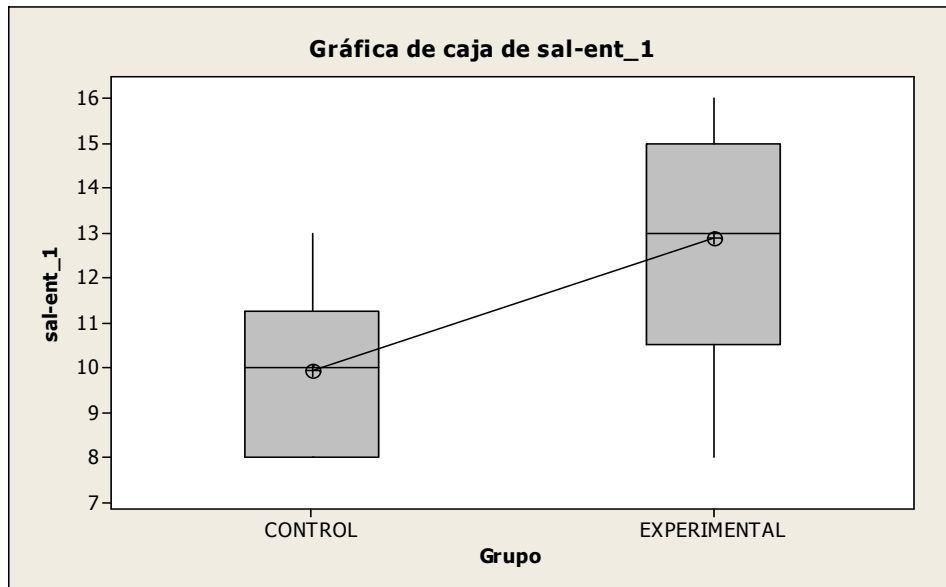 Gráfica de caja de sal-ent_1
16
15
14
13
12
11
10
9
8
7
sal-ent_1
CONTROL
EXPERIMENTAL
Grupo